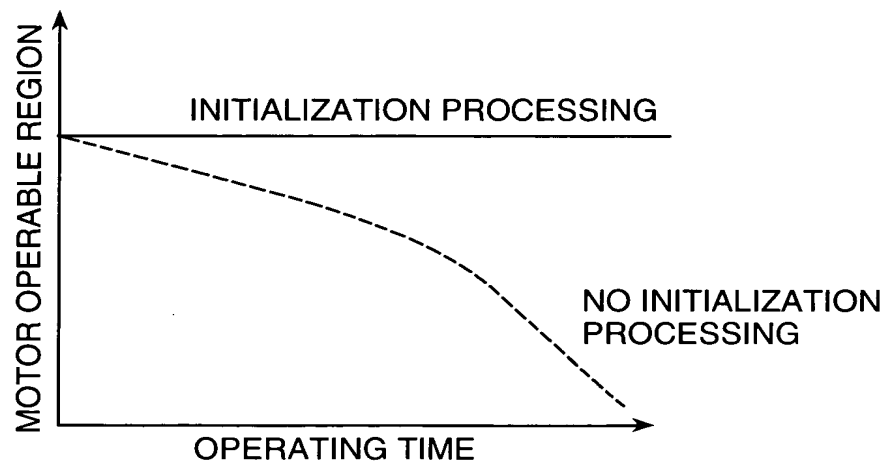 MOTOR OPERABLE REGION
INITIALIZATION PROCESSING
NO INITIALIZATION
PROCESSING
OPERATING TIME